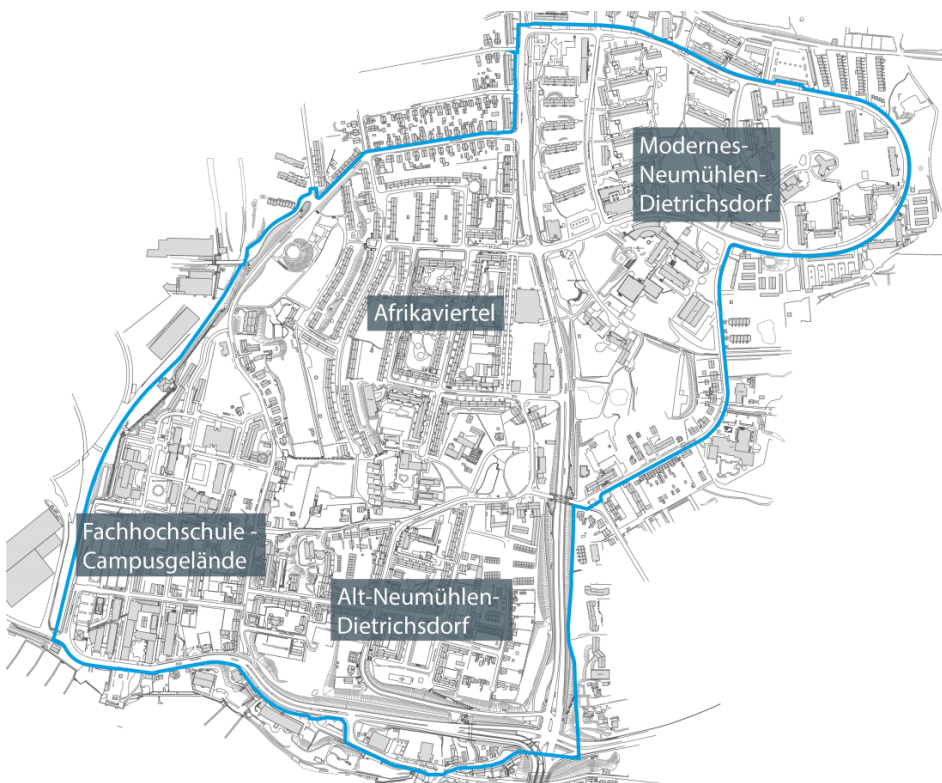 Modernes-
Neumühlen-
Dietrichsdorf
Afrikaviertel
Fachhochschule -
Campusgelände
Alt-Neumühlen-
Dietrichsdorf